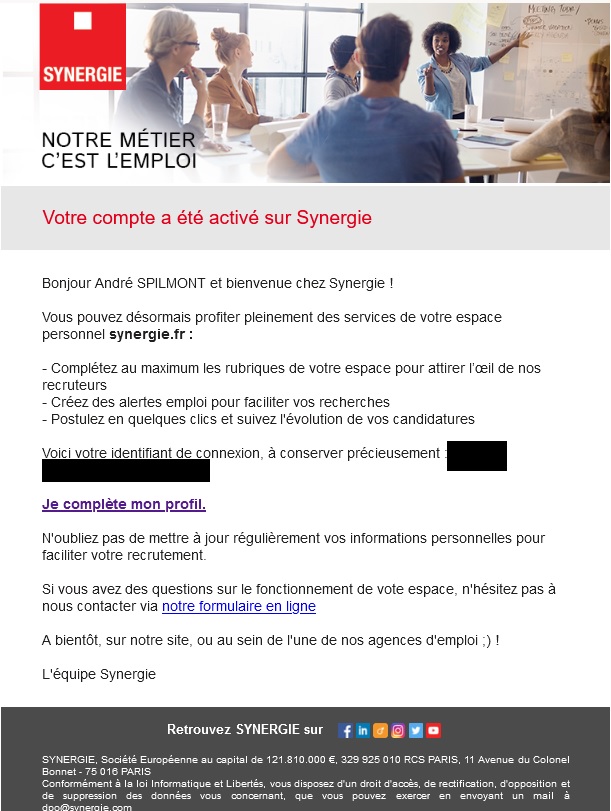 MEETING TODAY
SYNERGIE
NOTRE MÉTIER
C'EST L'EMPLOI
Votre compte a été activé sur Synergie
Bonjour André SPILMONT et bienvenue chez Synergie !
Vous pouvez désormais profiter pleinement des services de votre espace
personnel synergie.fr :
- Complétez au maximum les rubriques de votre espace pour attirer l'œil de nos
recruteurs
- Créez des alertes emploi pour faciliter vos recherches
- Postulez en quelques clics et suivez l'évolution de vos candidatures
Voici votre identifiant de connexion, à conserver précieusement :
Je complète mon profil.
N'oubliez pas de mettre à jour régulièrement vos informations personnelles pour
faciliter votre recrutement.
Si vous avez des questions sur le fonctionnement de vote espace, n'hésitez pas à
nous contacter via notre formulaire en ligne
A bientôt, sur notre site, ou au sein de l'une de nos agences d'emploi ;) !
L'équipe Synergie
Retrouvez SYNERGIE sur
SYNERGIE, Société Européenne au capital de 121.810.000 €, 329 925 010 RCS PARIS, 11 Avenue du Colonel
Bonnet - 75 016 PARIS
Conformément à la loi Informatique et Libertés, vous disposez d'un droit d'accès, de rectification, d'opposition et
de suppression des données vous concernant, que vous pouvez exercer en envoyant un mail à
dpo@synergie.com